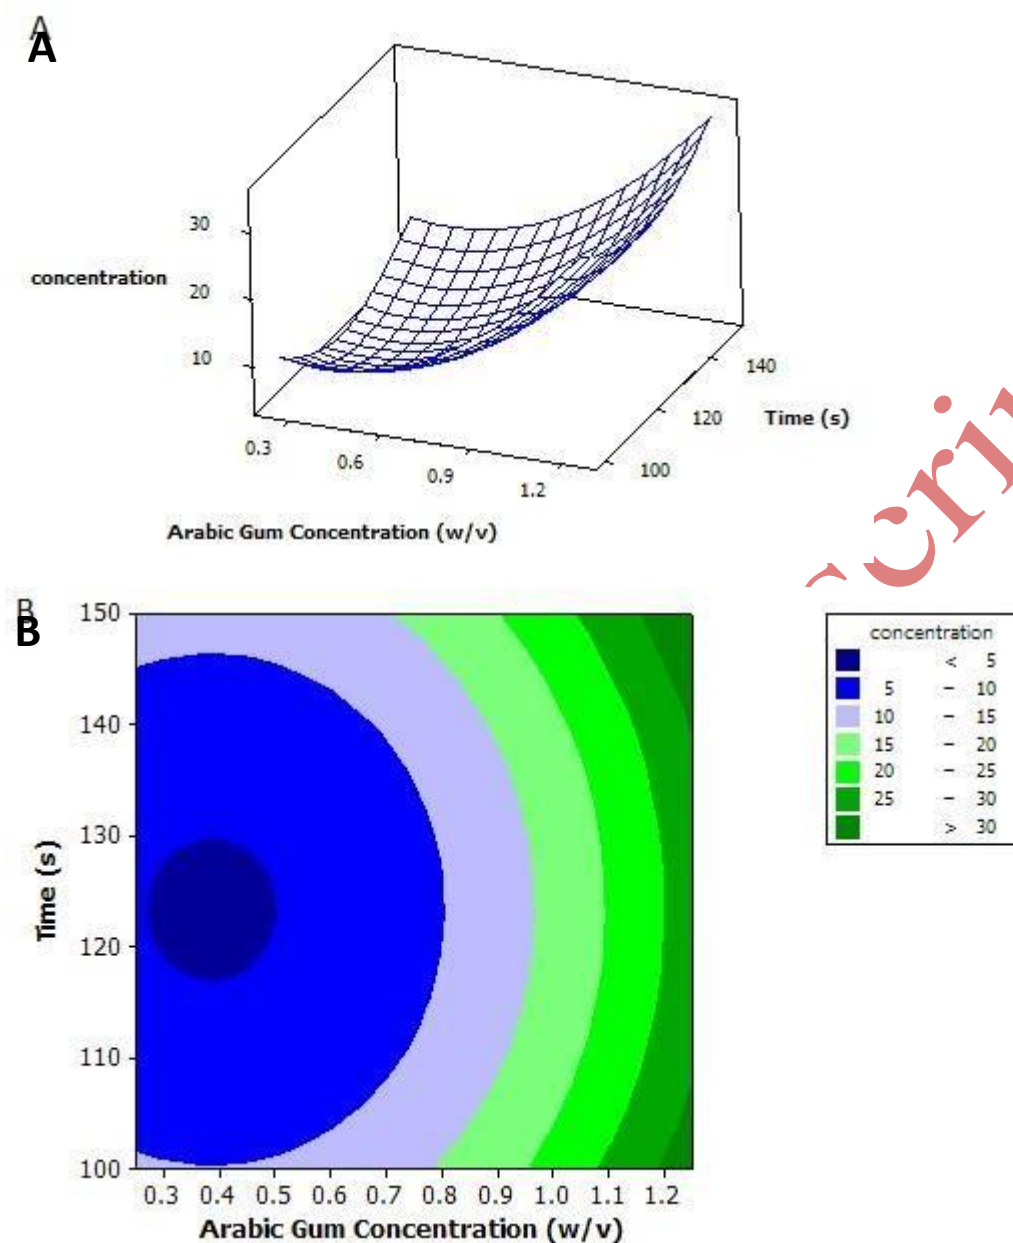 A
A
30
concentration
20
10
140
120
Time (s)
100
0.3
0.6
0.9
1.2
Arabic Gum Concentration (w/v)
B
B
150
140
130
120
110
100
Time (s)
0.3 0.4 0.5 0.6 0.7 0.8 0.9 1.0 1.1 1.2
Arabic Gum Concentration (w/v)
concentration
< 5
5 – 10
10 – 15
15 – 20
20 – 25
25 – 30
> 30